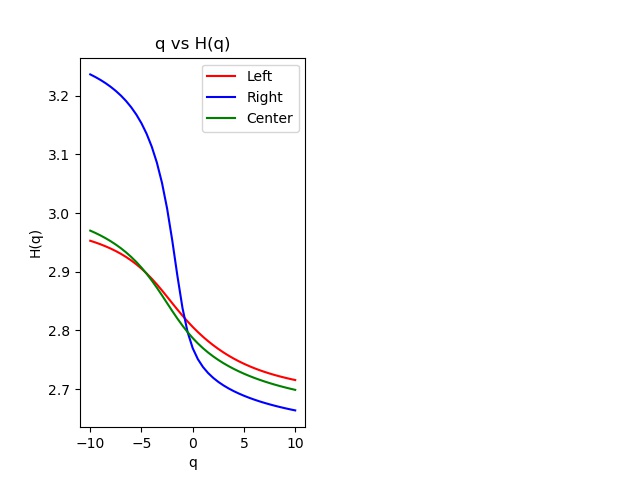 q vs H(q)
Left
Right
Center
3.2
3.1
3.0
2.9
2.8
2.7
H(q)
−10
−5
0
5
10
q